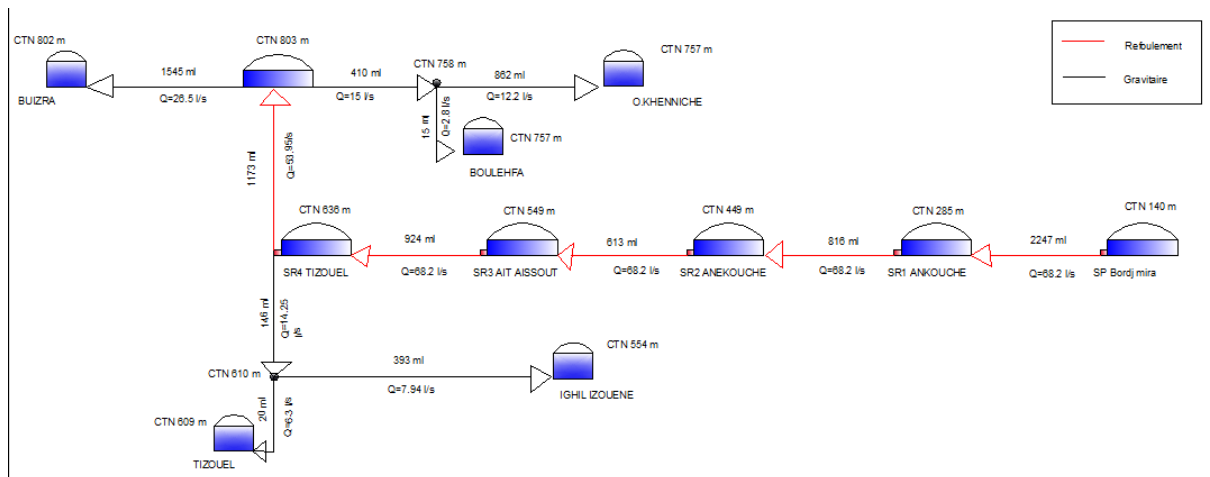 CTN 802 m
BUIZRA
1545 ml
Q=26.5 l/s
CTN 803 m
410 ml
Q=15 l/s
CTN 758 m
862 ml
Q=12.2 l/s
CTN 757 m
O.KHENNICHE
15 ml
Q=2.8 l/s
CTN 757 m
BOULEHFA
Refoulement
Gravitaire
1173 ml
Q=53.95l/s
CTN 636 m
SR4 TIZOUEL
924 ml
Q=68.2 l/s
CTN 549 m
SR3 AIT AISSOUT
613 ml
Q=68.2 l/s
CTN 449 m
SR2 ANEKOUCHE
816 ml
Q=68.2 l/s
CTN 285 m
SR1 ANKOUCHE
2247 ml
Q=68.2 l/s
CTN 140 m
SP Bordj mira
146 ml
Q=14.25
l/s
CTN 610 m
393 ml
Q=7.94 l/s
CTN 554 m
IGHIL IZOUENE
20 ml
Q=6.3 l/s
CTN 609 m
TIZOUEL